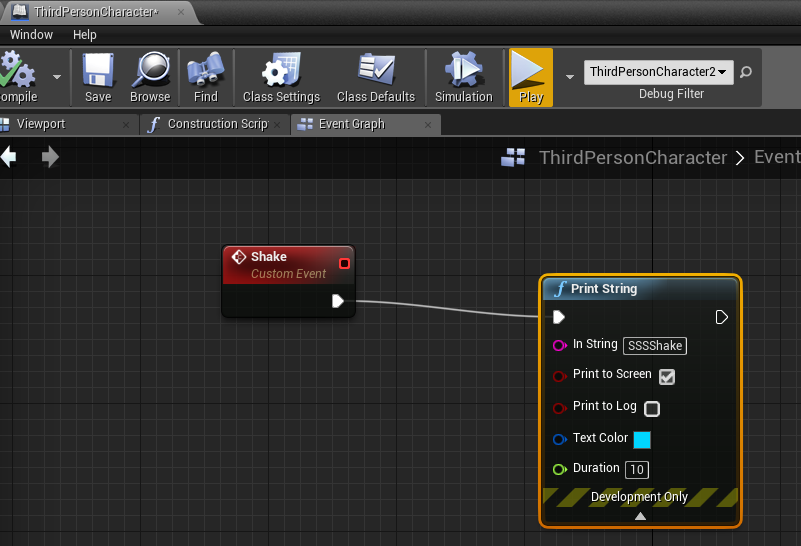 ThirdPersonCharacter*
Window Help
ompile Save Browse Find Class Settings Class Defaults Simulation Play
ThirdPersonCharacter2
Debug Filter
Viewport Construction Scrip Event Graph
ThirdPersonCharacter > Event
Shake
Custom Event
f Print String
In String SSSShake
Print to Screen
Print to Log
Text Color
Duration 10
Development Only